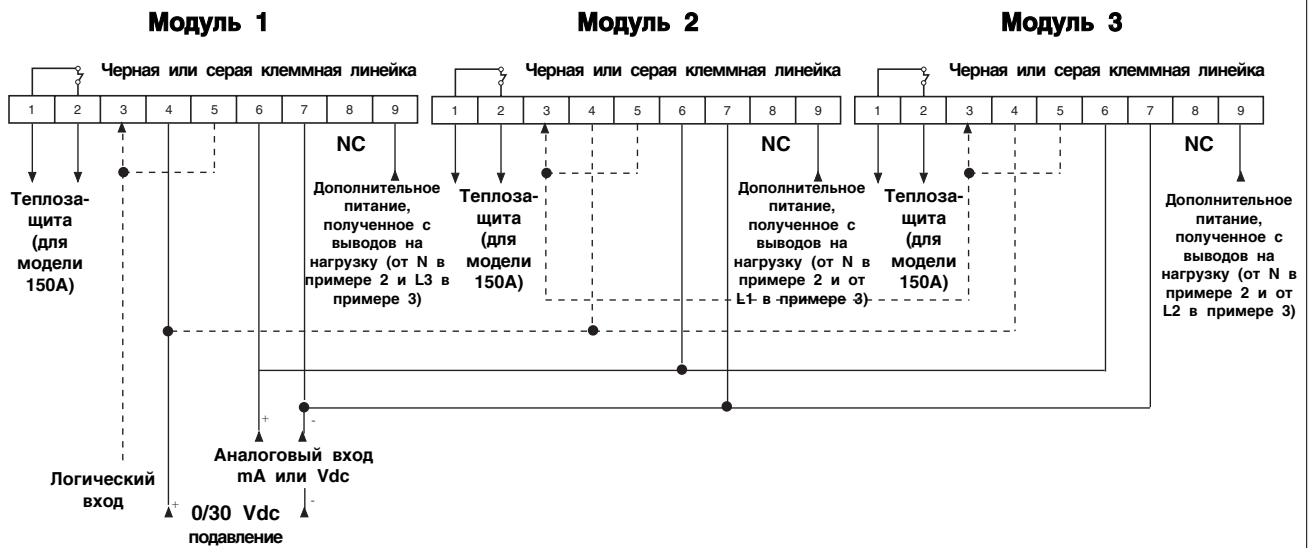 Модуль 1
Модуль 2
Модуль 3
Черная или серая клеммная линейка
Черная или серая клеммная линейка
Черная или серая клеммная линейка
1 2 3 4 5 6 7 8 9
1 2 3 4 5 6 7 8 9
1 2 3 4 5 6 7 8 9
NC
NC
NC
Теплоза-
щита
(для
модели
150А)
Дополнительное
питание,
полученное с
выводов на
нагрузку (от N в
примере 2 и L3 в
примере 3)
Теплоза-
щита
(для
модели
150А)
Дополнительное
питание,
полученное с
выводов на
нагрузку (от N в
примере 2 и от
L1 в примере 3)
Теплоза-
щита
(для
модели
150А)
Дополнительное
питание,
полученное с
выводов на
нагрузку (от N в
примере 2 и от
L2 в примере 3)
+ -
Аналоговый вход
mA или Vdc
Логический
вход
+ -
0/30 Vdc
подавление